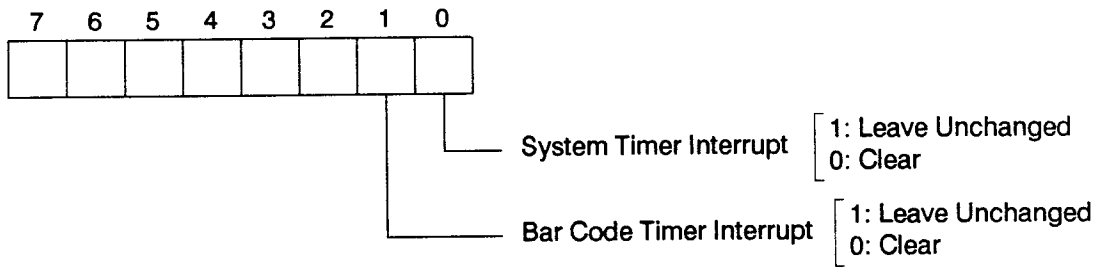 7 6 5 4 3 2 1 0
System Timer Interrupt 1: Leave Unchanged
0: Clear
Bar Code Timer Interrupt 1: Leave Unchanged
0: Clear